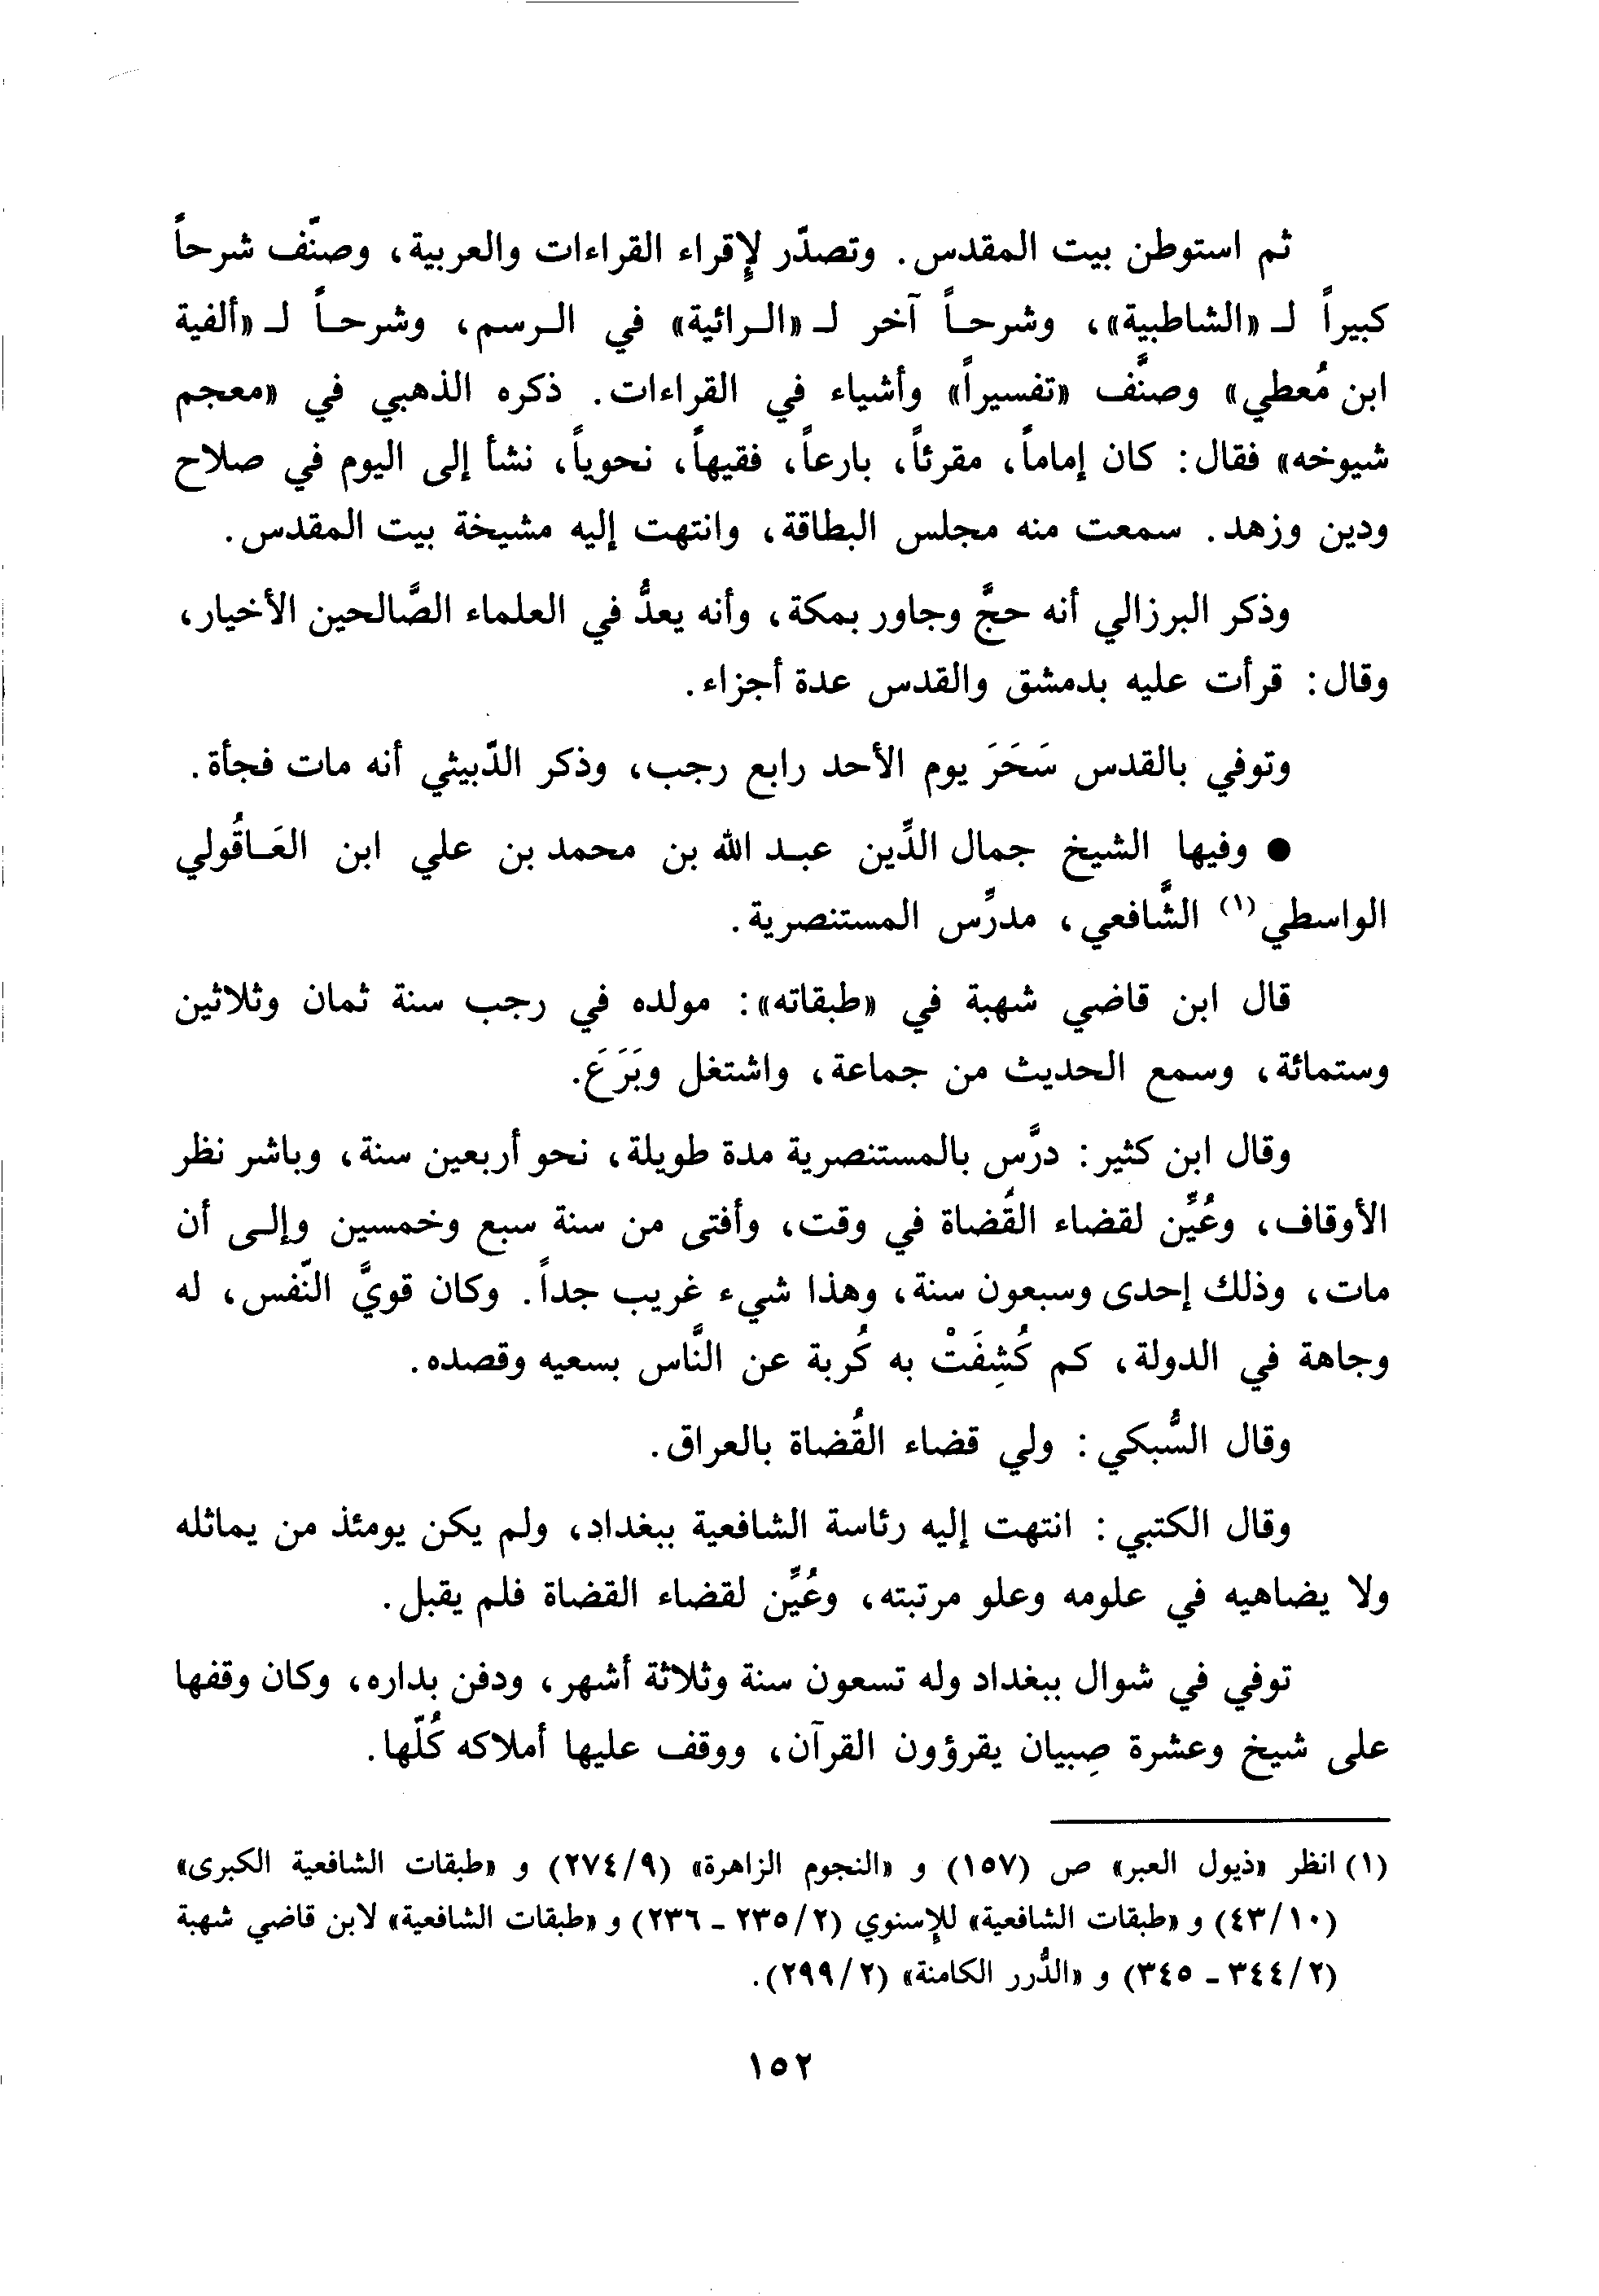 ثم استوطن بيت المقدس. وتصدّر لإقراء القراءات والعربية، وصنّف شرحاً
كبيراً لـ «الشاطبية»، وشرحـاً آخر لـ «الـرائية» في الـرسم، وشرحـاً لـ «ألفية
ابن مُعطي» وصنَّف «تفسيراً» وأشياء في القراءات. ذكره الذهبي في «معجم
شيوخه» فقال: كان إماماً، مقرئاً، بارعاً، فقيهاً، نحوياً، نشأ إلى اليوم في صلاح
ودين وزهد. سمعت منه مجلس البطاقة، وانتهت إليه مشيخة بيت المقدس.
وذكر البرزالي أنه حجَّ وجاور بمكة، وأنه يعدُّ في العلماء الصَّالحين الأخيار،
وقال: قرأت عليه بدمشق والقدس عدة أجزاء.
وتوفي بالقدس سَحَرَ يوم الأحد رابع رجب، وذكر الدّبيثي أنه مات فجأة.
● وفيها الشيخ جمال الدِّين عبـد الله بن محمد بن علي ابن العَـاقُولي
الواسطي(١) الشَّافعي، مدرِّس المستنصرية.
قال ابن قاضي شهبة في «طبقاته»: مولده في رجب سنة ثمان وثلاثين
وستمائة، وسمع الحديث من جماعة، واشتغل وبَرَعَ.
وقال ابن كثير: درَّس بالمستنصرية مدة طويلة، نحو أربعين سنة، وباشر نظر
الأوقاف، وعُيِّن لقضاء القُضاة في وقت، وأفتى من سنة سبع وخمسين وإلـى أن
مات، وذلك إحدى وسبعون سنة، وهذا شيء غريب جداً. وكان قويَّ النّفس، له
وجاهة في الدولة، كم كُشِفَتْ به كُربة عن النَّاس بسعيه وقصده.
وقال السُّبكي: ولي قضاء القُضاة بالعراق.
وقال الكتبي: انتهت إليه رئاسة الشافعية ببغداد، ولم يكن يومئذ من يماثله
ولا يضاهيه في علومه وعلو مرتبته، وعُيِّن لقضاء القضاة فلم يقبل.
توفي في شوال ببغداد وله تسعون سنة وثلاثة أشهر، ودفن بداره، وكان وقفها
على شيخ وعشرة صِبيان يقرؤون القرآن، ووقف عليها أملاكه كُلّها.
(١) انظر «ذيول العبر» ص (١٥٧) و «النجوم الزاهرة» (٢٧٤/٩) و «طبقات الشافعية الكبرى»
(٤٣/١٠) و «طبقات الشافعية» للإسنوي (٢٣٥/٢ ـ ٢٣٦) و «طبقات الشافعية» لابن قاضي شهبة
(٣٤٤/٢ ـ ٣٤٥) و «الدُّرر الكامنة» (٢٩٩/٢).
١٥٢